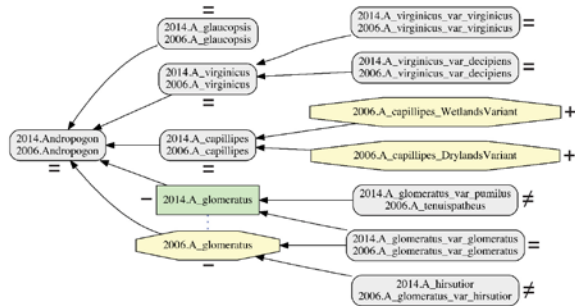 =
2014.A_glaucopsis
2006.A_glaucopsis
2014.A_virginicus_var_virginicus
2006.A_virginicus_var_virginicus
=
2014.A_virginicus
2006.A_virginicus
=
2014.A_virginicus_var_decipiens
2006.A_virginicus_var_decipiens
=
2006.A_capillipes_WetlandsVariant
+
2014.Andropogon
2006.Andropogon
=
2014.A_capillipes
2006.A_capillipes
=
2006.A_capillipes_DrylandsVariant
+
−
2014.A_glomeratus
2014.A_glomeratus_var_pumilus
2006.A_tenuispatheus
≠
2006.A_glomeratus
−
2014.A_glomeratus_var_glomeratus
2006.A_glomeratus_var_glomeratus
=
2014.A_hirsutior
2006.A_glomeratus_var_hirsutior
≠